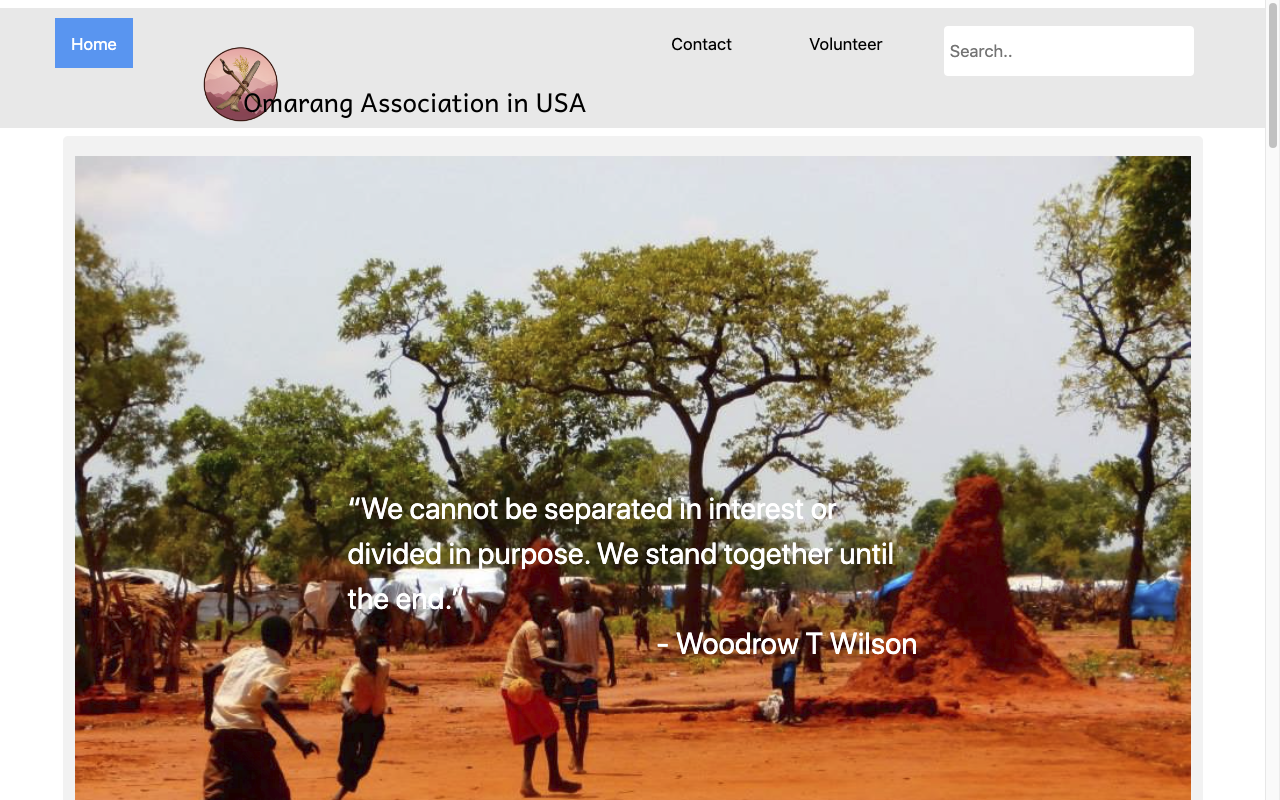 Home
Contact
Volunteer
Search..
Omarang Association in USA
“We cannot be separated in interest or
divided in purpose. We stand together until
the end.”
- Woodrow T Wilson